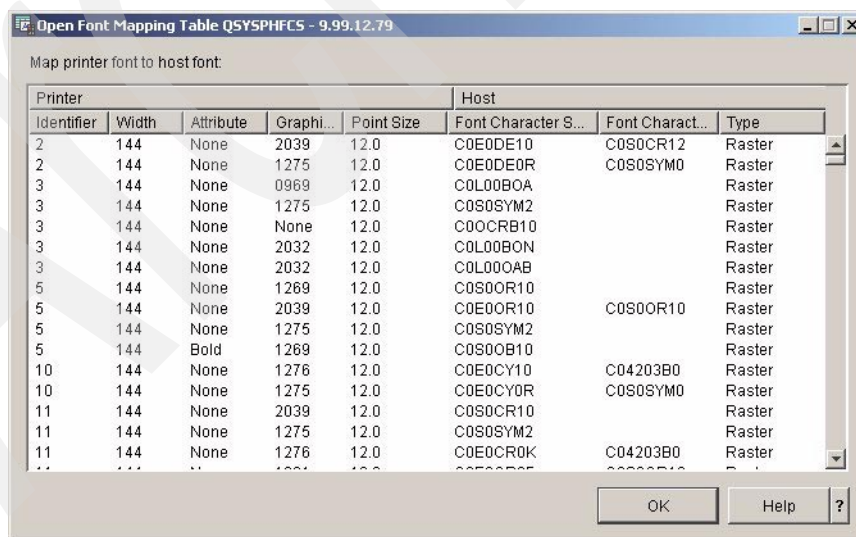 Open Font Mapping Table QSYSPHFCS - 9.99.12.79
Map printer font to host font:
Printer Host
Identifier Width Attribute Graphi... Point Size Font Character S... Font Charact... Type
2 144 None 2039 12.0 C0E0DE10 C0S0CR12 Raster
2 144 None 1275 12.0 C0E0DE0R C0S0SYM0 Raster
3 144 None 0969 12.0 C0L00BOA Raster
3 144 None 1275 12.0 C0S0SYM2 Raster
3 144 None None 12.0 C0OCRB10 Raster
3 144 None 2032 12.0 C0L00BON Raster
3 144 None 2032 12.0 C0L00OAB Raster
5 144 None 1269 12.0 C0S0OR10 Raster
5 144 None 2039 12.0 C0E0OR10 C0S0OR10 Raster
5 144 None 1275 12.0 C0S0SYM2 Raster
5 144 Bold 1269 12.0 C0S0OB10 Raster
10 144 None 1276 12.0 C0E0CY10 C04203B0 Raster
10 144 None 1275 12.0 C0E0CY0R C0S0SYM0 Raster
11 144 None 2039 12.0 C0S0CR10 Raster
11 144 None 1275 12.0 C0S0SYM2 Raster
11 144 None 1276 12.0 C0E0CR0K C04203B0 Raster
OK Help ?